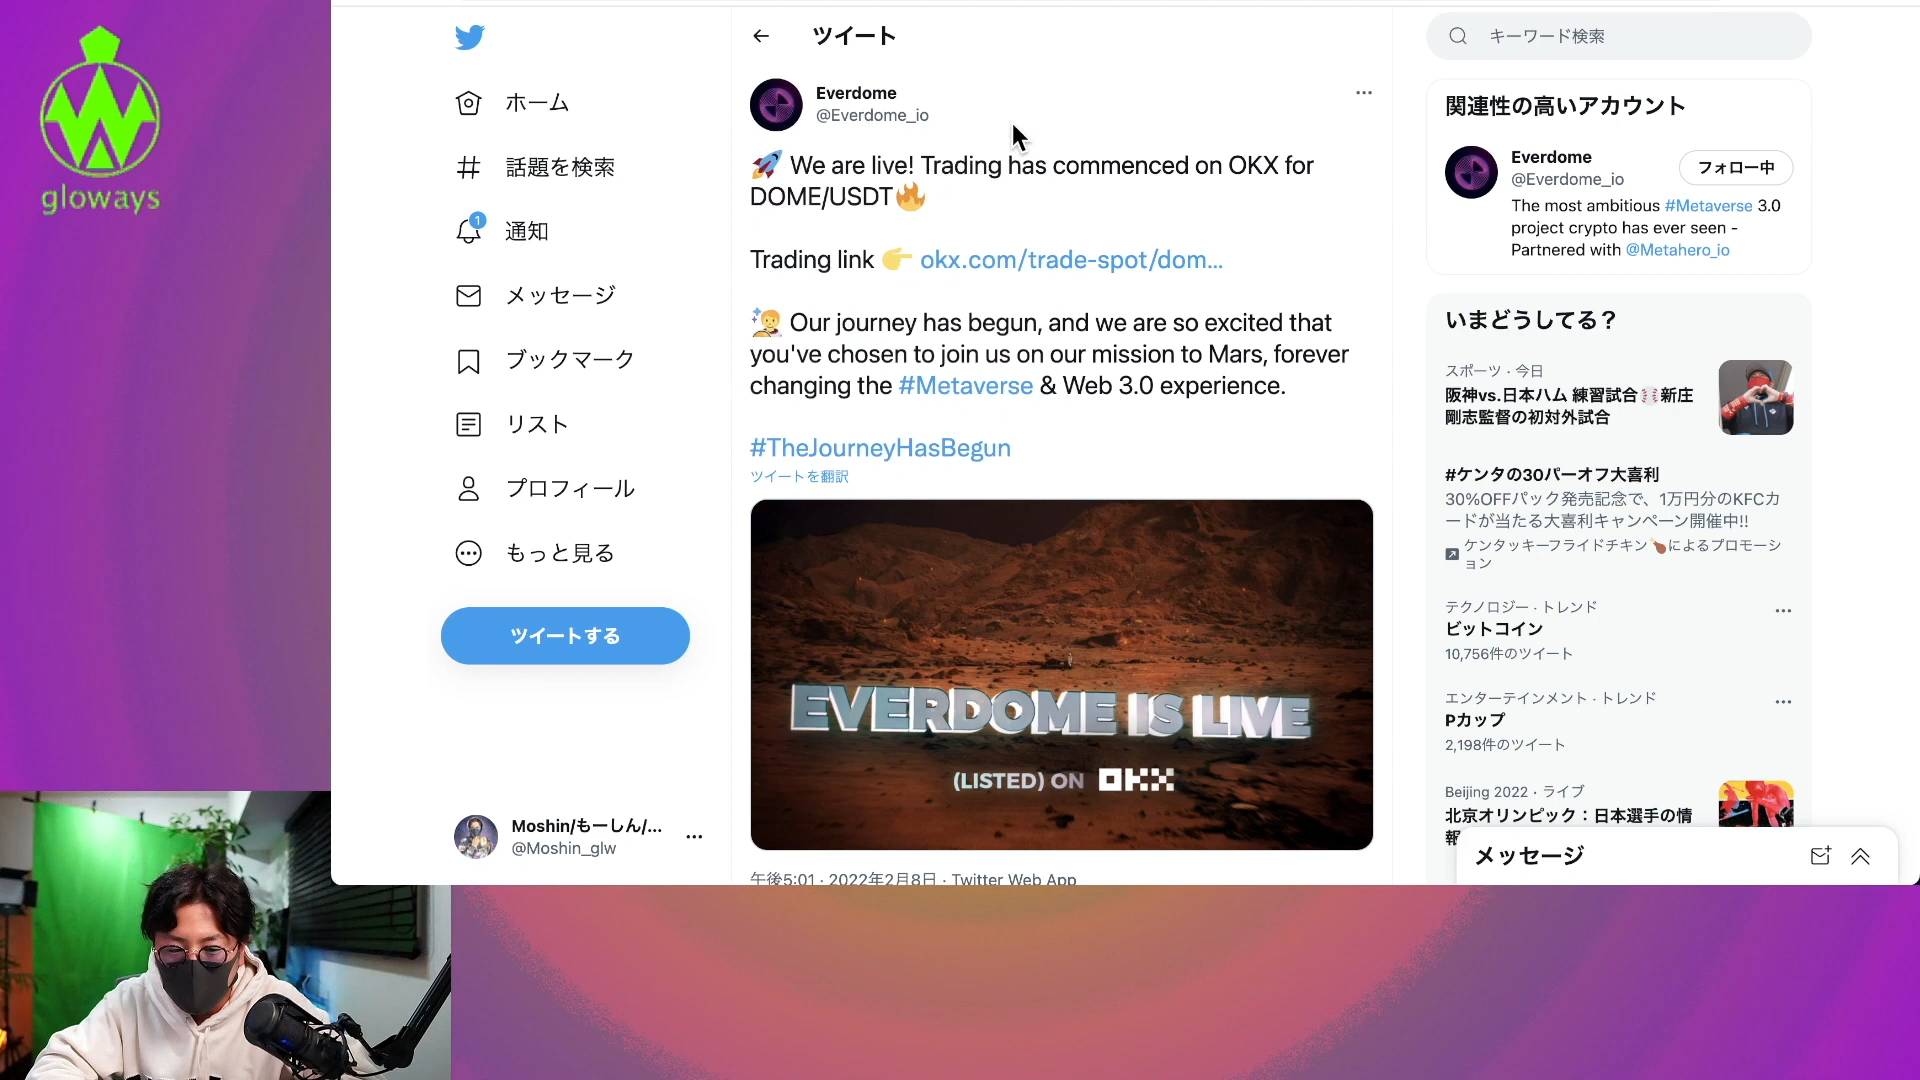 gloways
ホーム
話題を検索
1
通知
メッセージ
ブックマーク
リスト
プロフィール
もっと見る
ツイートする
Moshin/もーしん/...
@Moshin_glw
ツイート
Everdome
@Everdome_io
We are live! Trading has commenced on OKX for
DOME/USDT
Trading link okx.com/trade-spot/dom...
Our journey has begun, and we are so excited that
you've chosen to join us on our mission to Mars, forever
changing the #Metaverse & Web 3.0 experience.
#TheJourneyHasBegun
ツイートを翻訳
EVERDOME IS LIVE
(LISTED) ON OKX
午後5:01 · 2022年2月8日 · Twitter Web App
キーワード検索
関連性の高いアカウント
Everdome
@Everdome_io
フォロー中
The most ambitious #Metaverse 3.0
project crypto has ever seen -
Partnered with @Metahero_io
いまどうしてる？
スポーツ · 今日
阪神vs.日本ハム 練習試合⚾新庄
剛志監督の初対外試合
#ケンタの30パーオフ大喜利
30%OFFパック発売記念で、1万円分のKFCカ
ードが当たる大喜利キャンペーン開催中!!
ケンタッキーフライドチキン🍗によるプロモーシ
ョン
テクノロジー · トレンド
ビットコイン
10,756件のツイート
エンターテインメント · トレンド
Pカップ
2,198件のツイート
Beijing 2022 · ライブ
北京オリンピック：日本選手の情
報
メッセージ